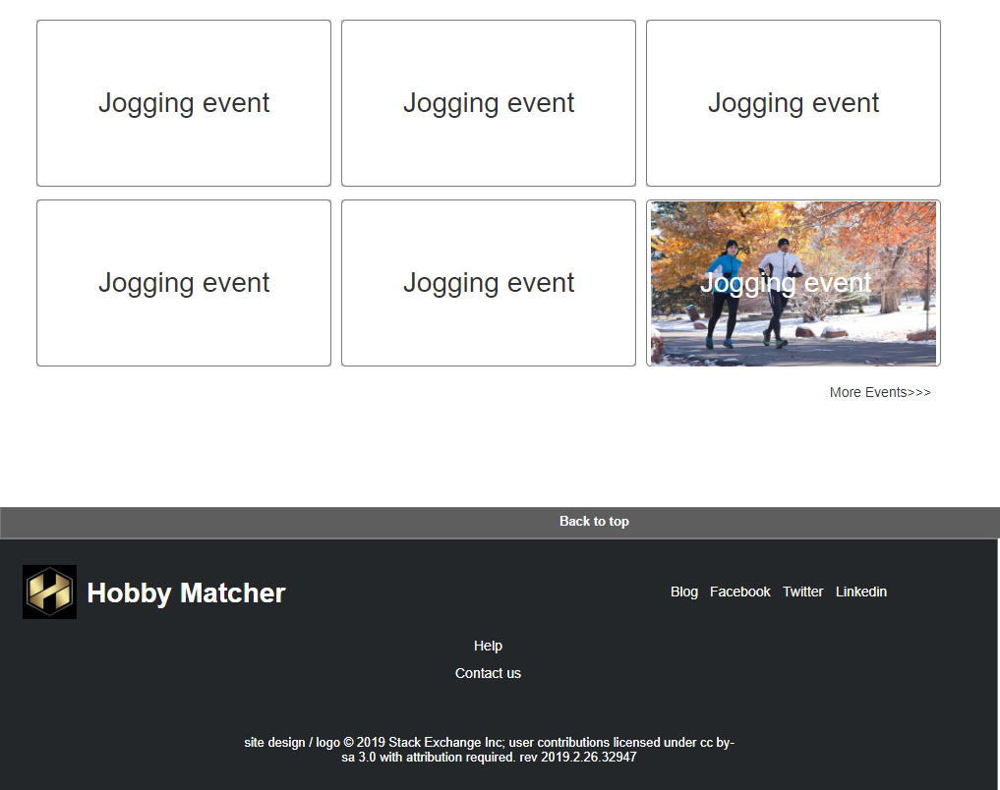 Jogging event
Jogging event
Jogging event
Jogging event
Jogging event
Jogging event
More Events>>>
Back to top
Hobby Matcher
Blog Facebook Twitter Linkedin
Help
Contact us
site design / logo © 2019 Stack Exchange Inc; user contributions licensed under cc by-
sa 3.0 with attribution required. rev 2019.2.26.32947